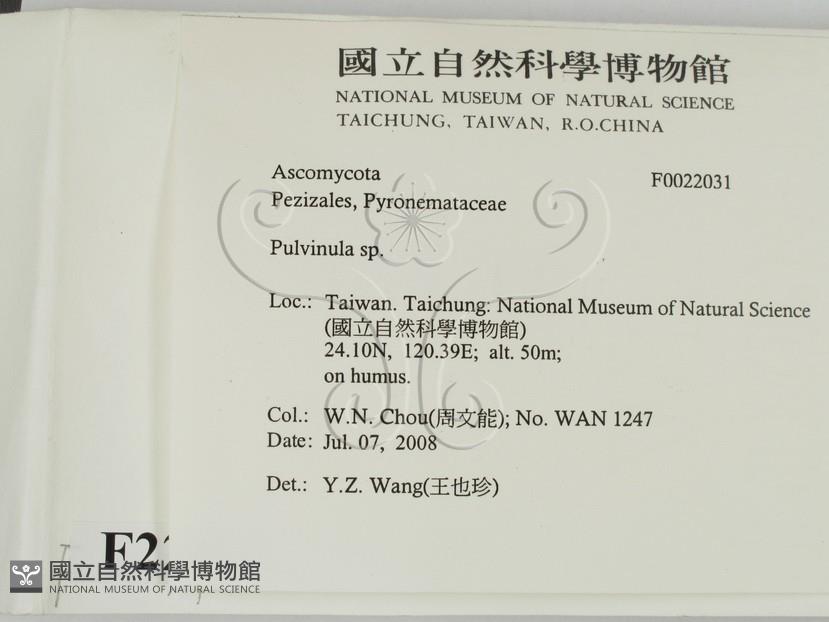 國立自然科學博物館
NATIONAL MUSEUM OF NATURAL SCIENCE
TAICHUNG, TAIWAN, R.O.CHINA
Ascomycota F0022031
Pezizales, Pyronemataceae
Pulvinula sp.
Loc.: Taiwan. Taichung: National Museum of Natural Science
(國立自然科學博物館)
24.10N, 120.39E; alt. 50m;
on humus.
Col.: W.N. Chou(周文能); No. WAN 1247
Date: Jul. 07, 2008
Det.: Y.Z. Wang(王也珍)
F22
國立自然科學博物館
NATIONAL MUSEUM OF NATURAL SCIENCE